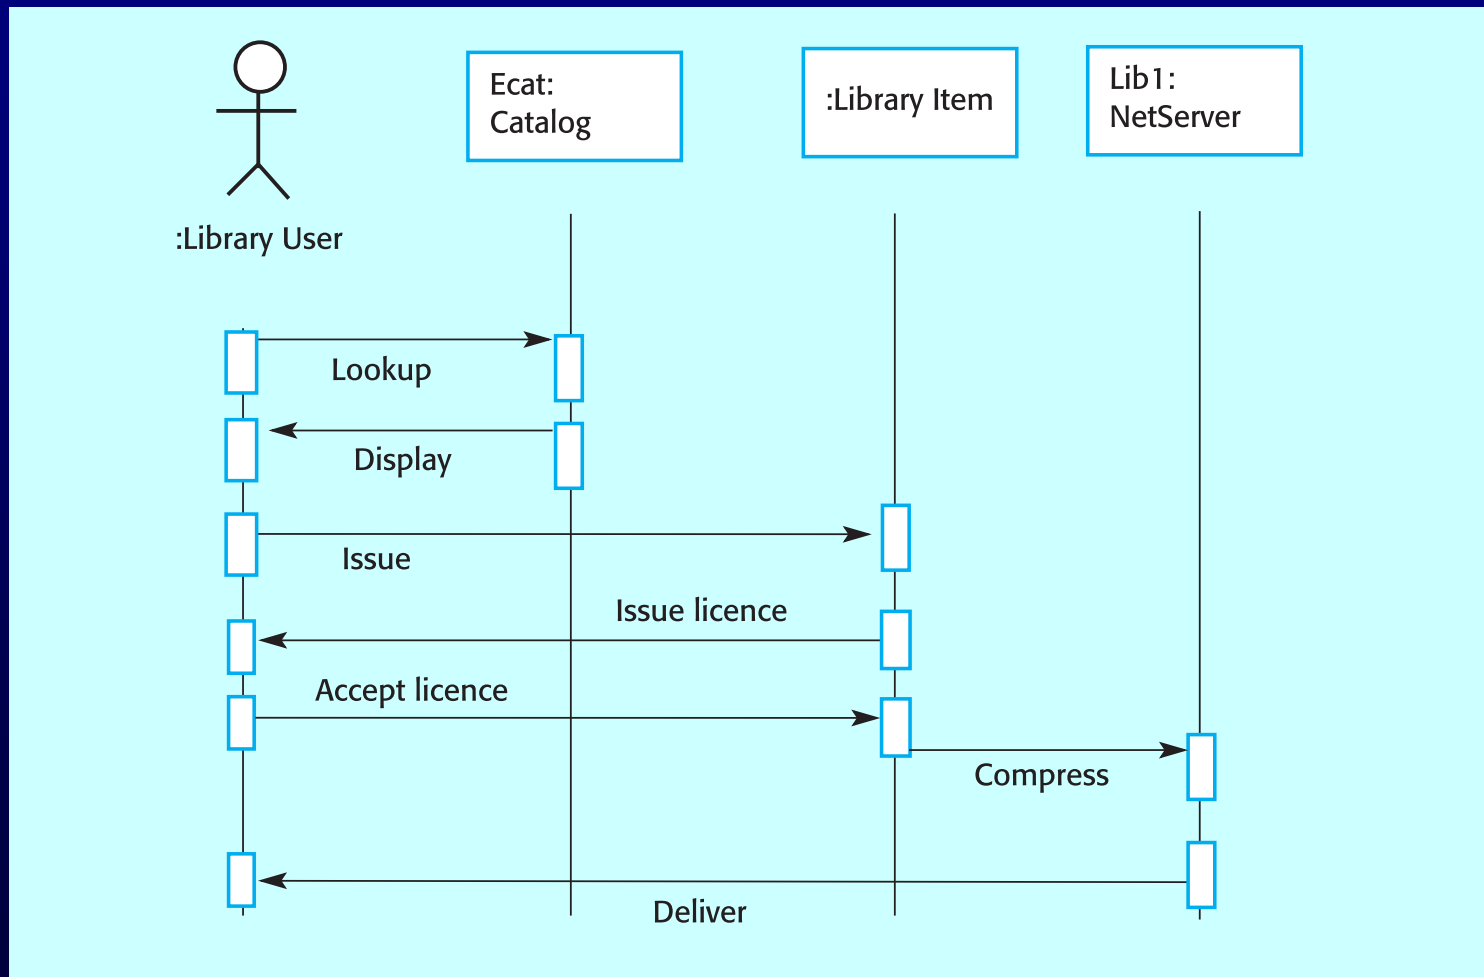 Ecat:
Catalog
:Library Item
Lib1:
NetServer
:Library User
Lookup
Display
Issue
Issue licence
Accept licence
Compress
Deliver